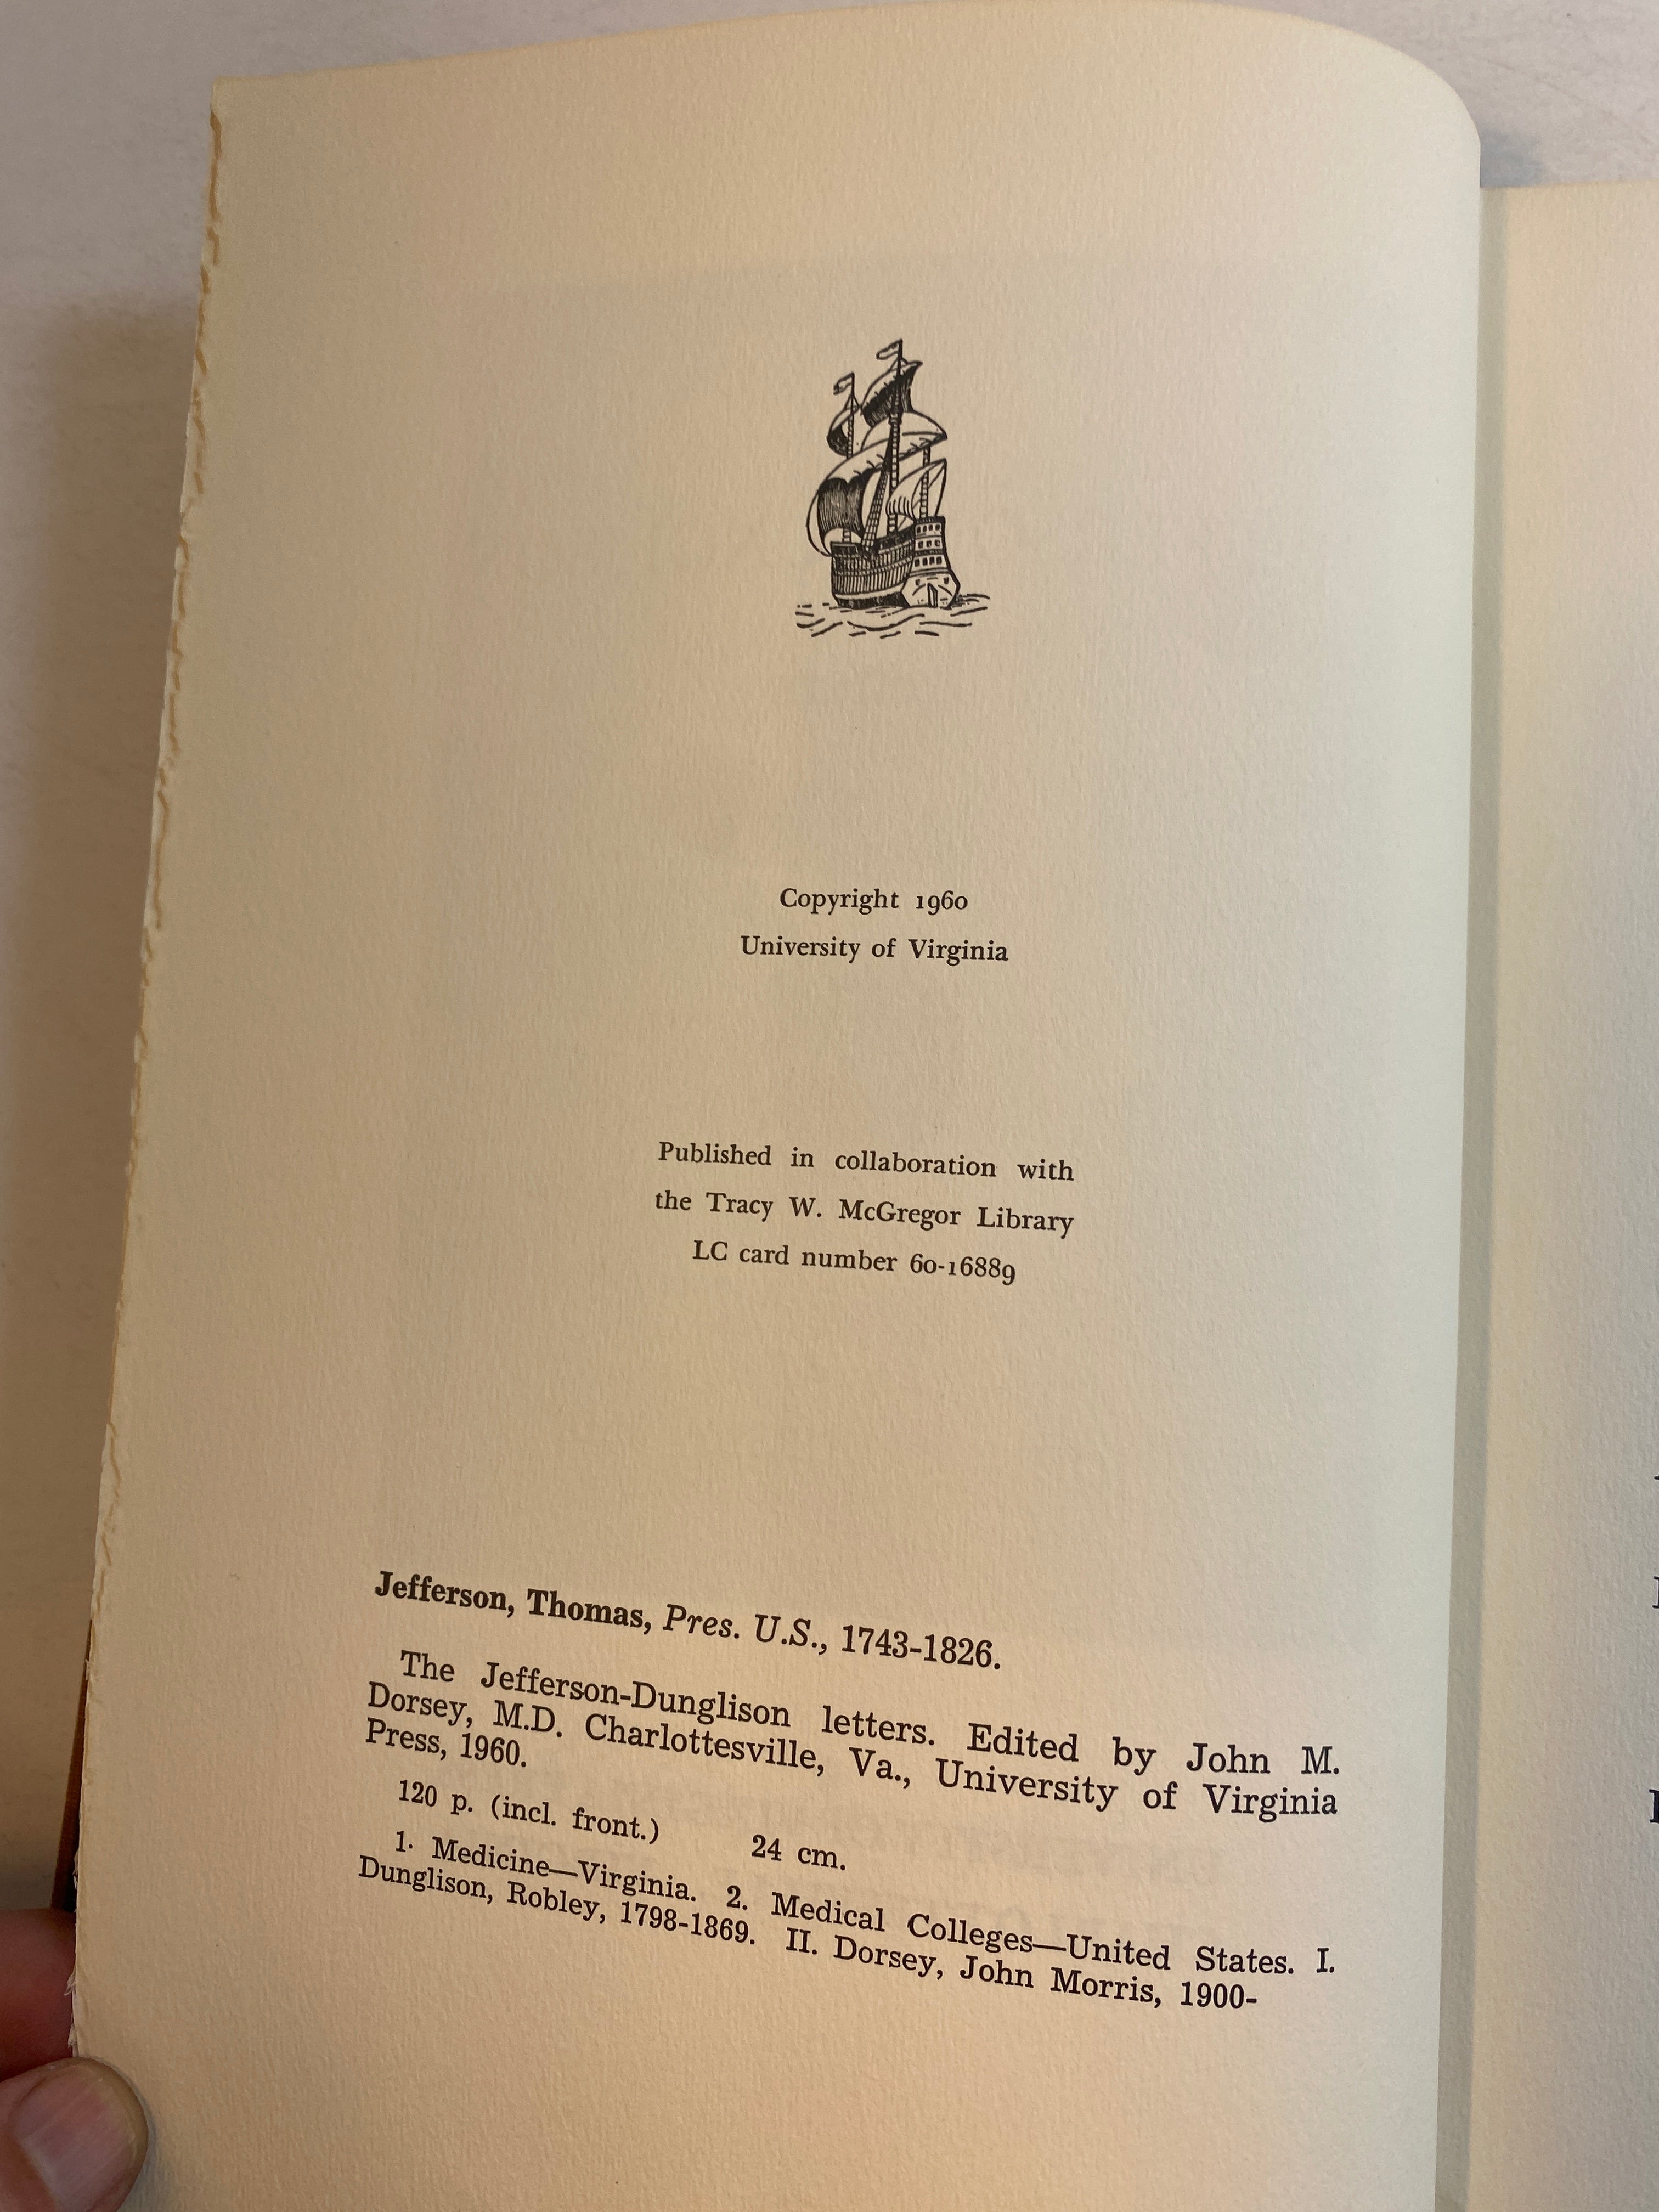 Copyright 1960
University of Virginia
Published in collaboration with
the Tracy W. McGregor Library
LC card number 60-16889
Jefferson, Thomas, Pres. U.S., 1743-1826.
The Jefferson-Dunglison letters. Edited by John M.
Dorsey, M.D. Charlottesville, Va., University of Virginia
Press, 1960.
120 p. (incl. front.) 24 cm.
1. Medicine—Virginia. 2. Medical Colleges—United States. I.
Dunglison, Robley, 1798-1869. II. Dorsey, John Morris, 1900-